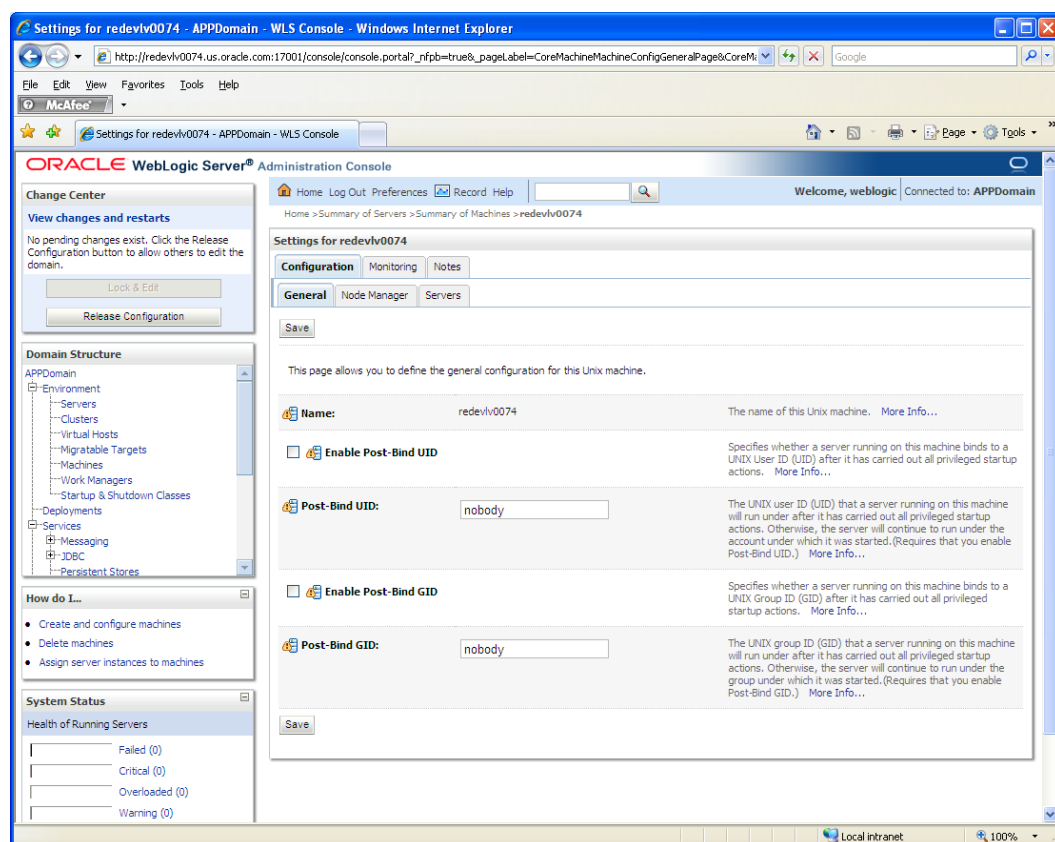 Settings for redevlv0074 - APPDomain - WLS Console - Windows Internet Explorer
http://redevlv0074.us.oracle.com:17001/console/console.portal?_nfpb=true&_pageLabel=CoreMachineMachineConfigGeneralPage&CoreMa
Google
File Edit View Favorites Tools Help
McAfee
Settings for redevlv0074 - APPDomain - WLS Console
Page
Tools
»
ORACLE WebLogic Server® Administration Console
Change Center
View changes and restarts
No pending changes exist. Click the Release
Configuration button to allow others to edit the
domain.
Lock & Edit
Release Configuration
Domain Structure
APPDomain
Environment
Servers
Clusters
Virtual Hosts
Migratable Targets
Machines
Work Managers
Startup & Shutdown Classes
Deployments
Services
Messaging
JDBC
Persistent Stores
How do I...
Create and configure machines
Delete machines
Assign server instances to machines
System Status
Health of Running Servers
Failed (0)
Critical (0)
Overloaded (0)
Warning (0)
Home Log Out Preferences Record Help
Welcome, weblogic Connected to: APPDomain
Home >Summary of Servers >Summary of Machines >redevlv0074
Settings for redevlv0074
Configuration Monitoring Notes
General Node Manager Servers
Save
This page allows you to define the general configuration for this Unix machine.
Name:
redevlv0074
The name of this Unix machine. More Info...
Enable Post-Bind UID
Specifies whether a server running on this machine binds to a
UNIX User ID (UID) after it has carried out all privileged startup
actions. More Info...
Post-Bind UID:
nobody
The UNIX user ID (UID) that a server running on this machine
will run under after it has carried out all privileged startup
actions. Otherwise, the server will continue to run under the
account under which it was started.(Requires that you enable
Post-Bind UID.) More Info...
Enable Post-Bind GID
Specifies whether a server running on this machine binds to a
UNIX Group ID (GID) after it has carried out all privileged
startup actions. More Info...
Post-Bind GID:
nobody
The UNIX group ID (GID) that a server running on this machine
will run under after it has carried out all privileged startup
actions. Otherwise, the server will continue to run under the
group under which it was started.(Requires that you enable
Post-Bind GID.) More Info...
Save
Local intranet
100%